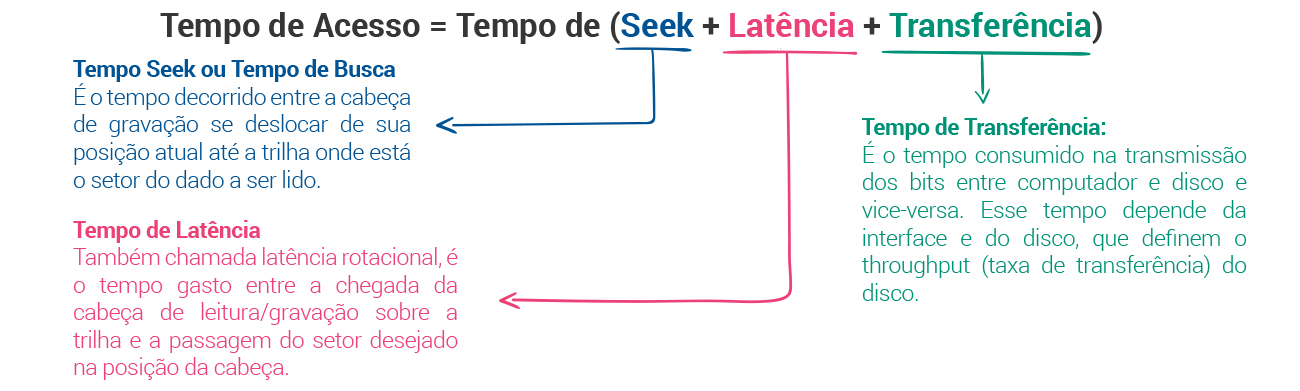 Tempo de Acesso = Tempo de (Seek + Latência + Transferência)
Tempo Seek ou Tempo de Busca
É o tempo decorrido entre a cabeça
de gravação se deslocar de sua
posição atual até a trilha onde está
o setor do dado a ser lido.
Tempo de Latência
Também chamada latência rotacional, é
o tempo gasto entre a chegada da
cabeça de leitura/gravação sobre a
trilha e a passagem do setor desejado
na posição da cabeça.
Tempo de Transferência:
É o tempo consumido na transmissão
dos bits entre computador e disco e
vice-versa. Esse tempo depende da
interface e do disco, que definem o
throughput (taxa de transferência) do
disco.